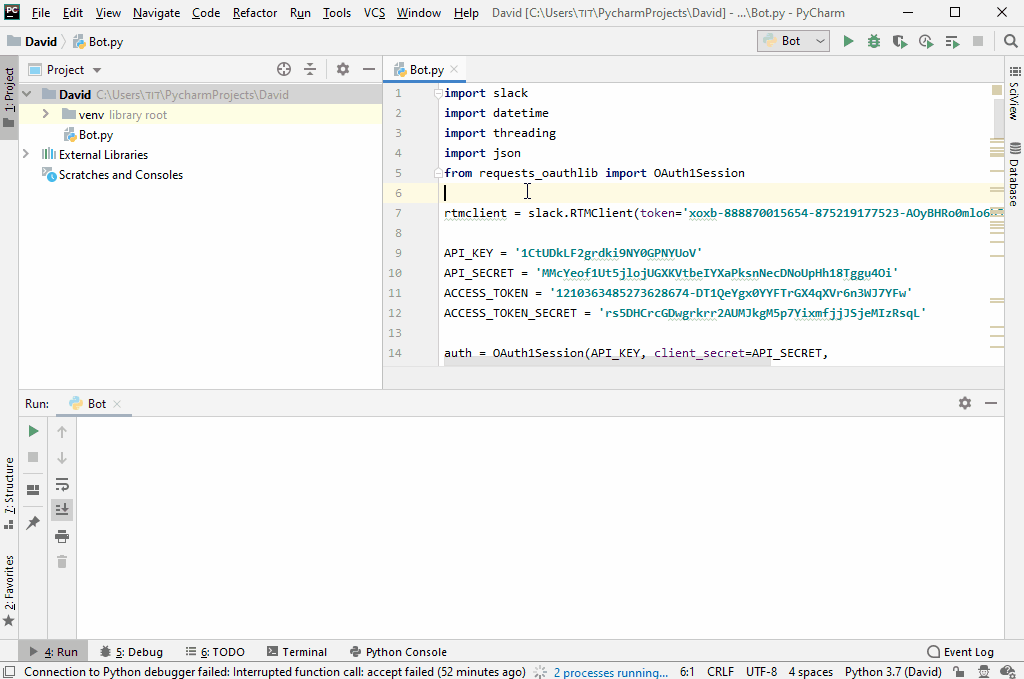 File Edit View Navigate Code Refactor Run Tools VCS Window Help David [C:\Users\דוד\PycharmProjects\David] - ...\Bot.py - PyCharm
David Bot.py Bot
1: Project
Project
David C:\Users\דוד\PycharmProjects\David
venv library root
Bot.py
External Libraries
Scratches and Consoles
Bot.py
1 import slack
2 import datetime
3 import threading
4 import json
5 from requests_oauthlib import OAuth1Session
6
7 rtmclient = slack.RTMClient(token='xoxb-888870015654-875219177523-AOyBHRo0mlo6
8
9 API_KEY = '1CtUDkLF2grdki9NY0GPNYUoV'
10 API_SECRET = 'MMcYeof1Ut5jlojUGXKVtbeIYXaPksnNecDNoUpHh18Tggu4Oi'
11 ACCESS_TOKEN = '1210363485273628674-DT1QeYgx0YYFTrGX4qXVr6n3WJ7YFw'
12 ACCESS_TOKEN_SECRET = 'rs5DHCrcGDwgrkrr2AUMJkgM5p7YixmfjjJSjeMIzRsqL'
13
14 auth = OAuth1Session(API_KEY, client_secret=API_SECRET,
SciView
Database
Run: Bot
7: Structure
2: Favorites
4: Run 5: Debug 6: TODO Terminal Python Console Event Log
Connection to Python debugger failed: Interrupted function call: accept failed (52 minutes ago) 2 processes running... 6:1 CRLF UTF-8 4 spaces Python 3.7 (David)